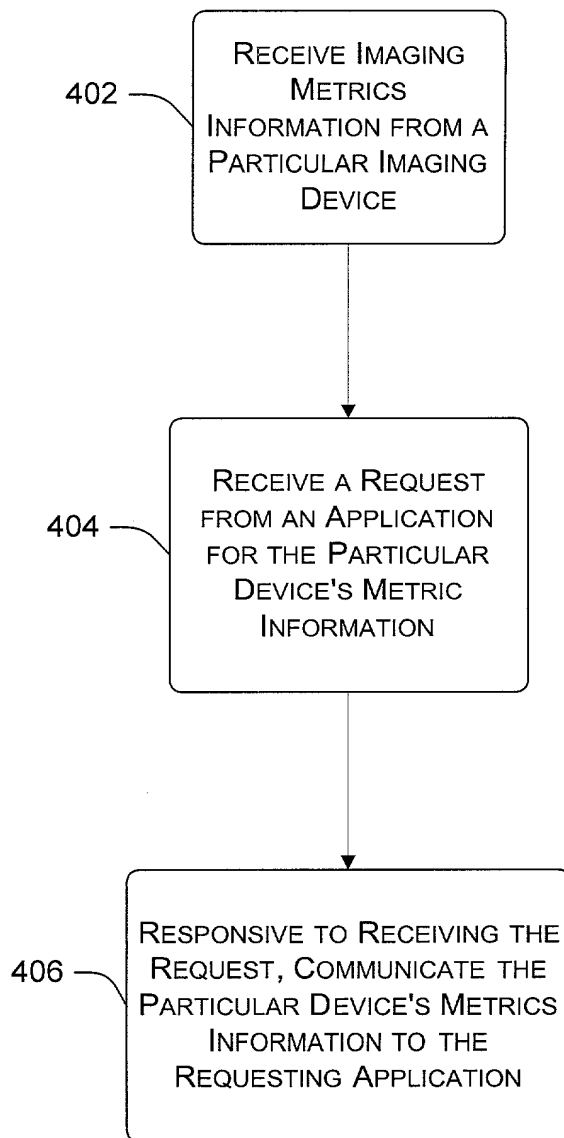 402
RECEIVE IMAGING
METRICS
INFORMATION FROM A
PARTICULAR IMAGING
DEVICE
404
RECEIVE A REQUEST
FROM AN APPLICATION
FOR THE PARTICULAR
DEVICE'S METRIC
INFORMATION
406
RESPONSIVE TO RECEIVING THE
REQUEST, COMMUNICATE THE
PARTICULAR DEVICE'S METRICS
INFORMATION TO THE
REQUESTING APPLICATION